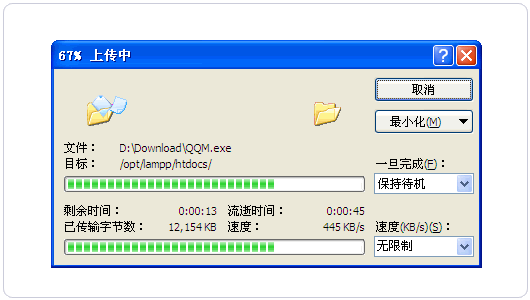 67% 上传中
取消
最小化(M)
文件： D:\Download\QQM.exe
目标： /opt/lampp/htdocs/
一旦完成(F)：
保持待机
剩余时间： 0:00:13 流逝时间： 0:00:45
已传输字节数： 12,154 KB 速度： 445 KB/s
速度(KB/s)(S)：
无限制